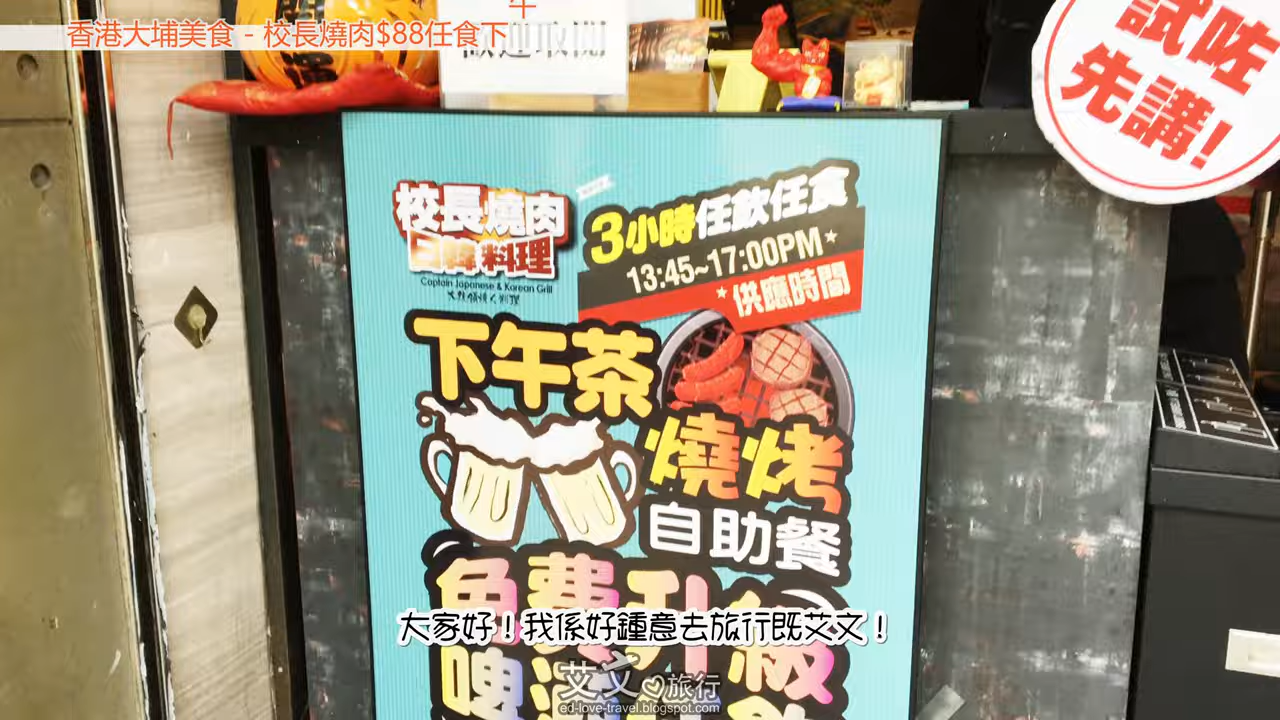 香港大埔美食 - 校長燒肉$88任食下
午
試咗
先講!
校長燒肉
日韓料理
Captain Japanese & Korean Grill
3小時任飲任食
13:45~17:00PM
供應時間
下午茶
燒烤
自助餐
免費升級
大家好！我係好鍾意去旅行既艾文！
艾文 旅行
ed-love-travel.blogspot.com